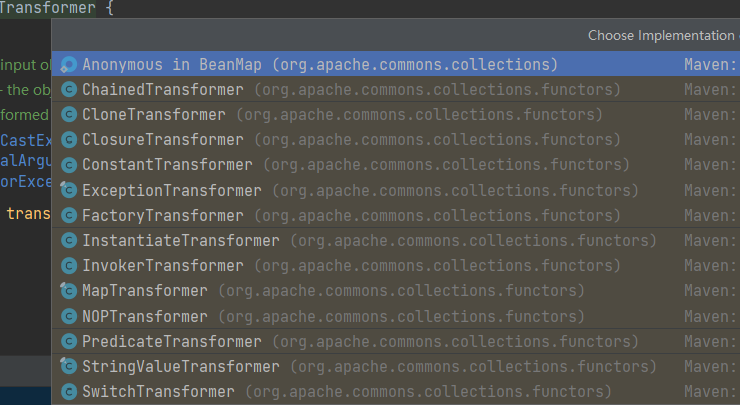 Transformer {
Choose Implementation
Anonymous in BeanMap (org.apache.commons.collections) Maven:
input
ChainedTransformer (org.apache.commons.collections.functors) Maven:
- the
CloneTransformer (org.apache.commons.collections.functors) Maven:
formed
ClosureTransformer (org.apache.commons.collections.functors) Maven:
CastEx
ConstantTransformer (org.apache.commons.collections.functors) Maven:
alArgu
ExceptionTransformer (org.apache.commons.collections.functors) Maven:
orExce
FactoryTransformer (org.apache.commons.collections.functors) Maven:
trans
InstantiateTransformer (org.apache.commons.collections.functors) Maven:
InvokerTransformer (org.apache.commons.collections.functors) Maven:
MapTransformer (org.apache.commons.collections.functors) Maven:
NOPTransformer (org.apache.commons.collections.functors) Maven:
PredicateTransformer (org.apache.commons.collections.functors) Maven:
StringValueTransformer (org.apache.commons.collections.functors) Maven:
SwitchTransformer (org.apache.commons.collections.functors) Maven: